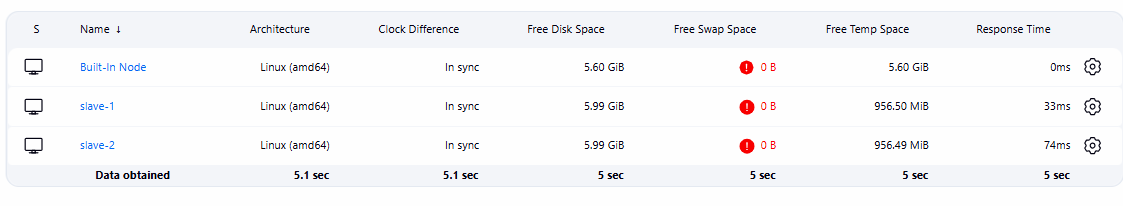 S Name ↓ Architecture Clock Difference Free Disk Space Free Swap Space Free Temp Space Response Time
Built-In Node Linux (amd64) In sync 5.60 GiB 0 B 5.60 GiB 0ms
slave-1 Linux (amd64) In sync 5.99 GiB 0 B 956.50 MiB 33ms
slave-2 Linux (amd64) In sync 5.99 GiB 0 B 956.49 MiB 74ms
Data obtained 5.1 sec 5.1 sec 5 sec 5 sec 5 sec 5 sec